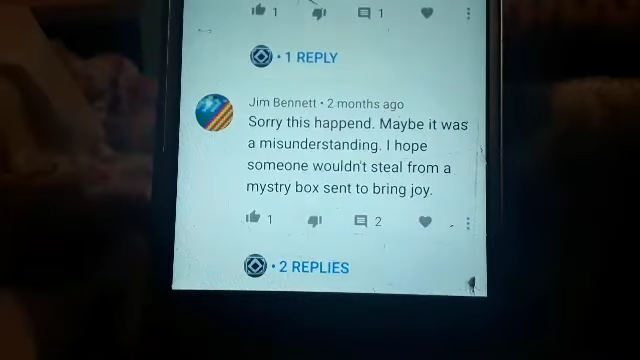 1 1
• 1 REPLY
Jim Bennett • 2 months ago
Sorry this happend. Maybe it was
a misunderstanding. I hope
someone wouldn't steal from a
mystry box sent to bring joy.
1 2
• 2 REPLIES